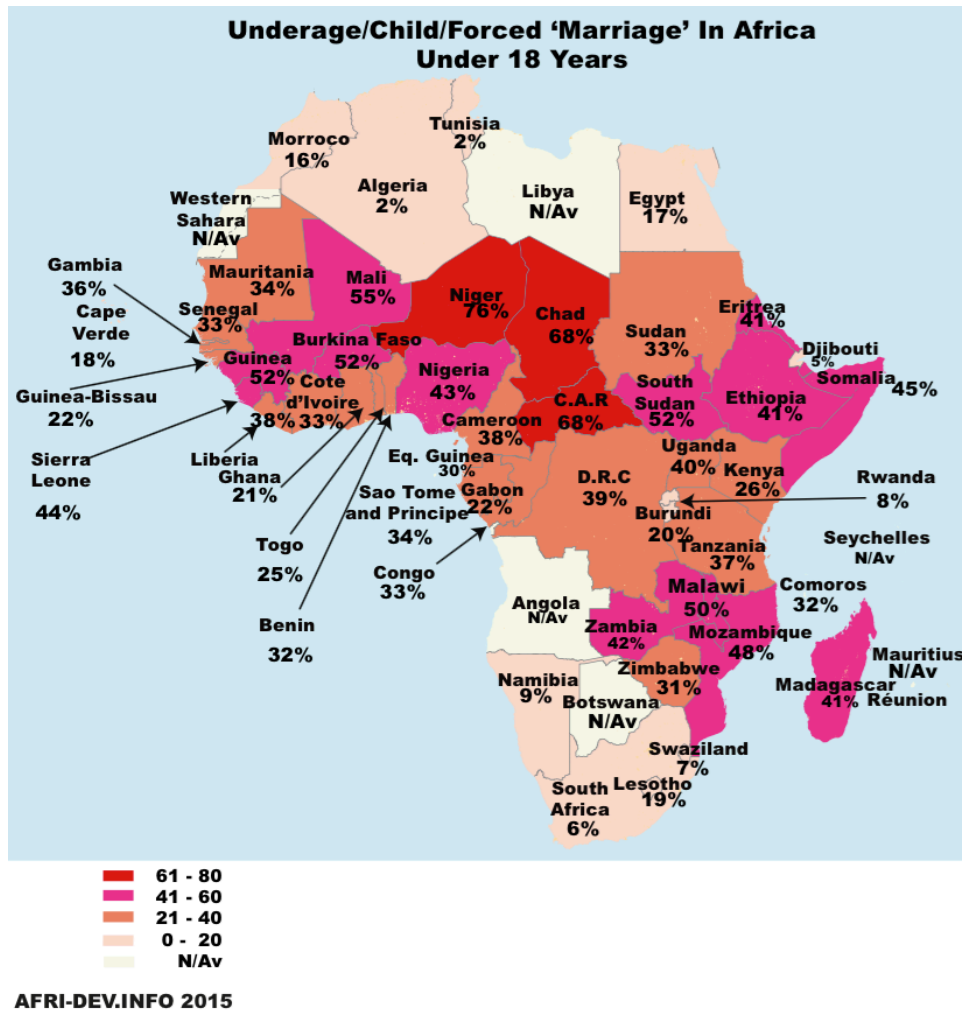 Underage/Child/Forced ‘Marriage’ In Africa
Under 18 Years
Tunisia
2%
Morroco
16%
Algeria
2%
Libya
N/Av
Egypt
17%
Western
Sahara
N/Av
Gambia
36%
Mauritania
34%
Mali
55%
Niger
76%
Chad
68%
Sudan
33%
Eritrea
41%
Cape
Verde
18%
Senegal
33%
Burkina Faso
52%
Djibouti
5%
Guinea
52%
Nigeria
43%
South
Sudan
52%
Ethiopia
41%
Somalia
45%
Guinea-Bissau
22%
Cote
d’Ivoire
33%
38%
Liberia
C.A.R
68%
Cameroon
38%
Sierra
Leone
44%
Ghana
21%
Eq. Guinea
30%
Uganda
40%
Kenya
26%
Rwanda
8%
D.R.C
39%
Sao Tome
and Principe
34%
Gabon
22%
Burundi
20%
Togo
25%
Congo
33%
Tanzania
37%
Seychelles
N/Av
Benin
32%
Angola
N/Av
Malawi
50%
Comoros
32%
Zambia
42%
Mozambique
48%
Mauritius
N/Av
Zimbabwe
31%
Namibia
9%
Botswana
N/Av
Madagascar
41%
Réunion
Swaziland
7%
Lesotho
19%
South
Africa
6%
61 - 80
41 - 60
21 - 40
0 - 20
N/Av
AFRI-DEV.INFO 2015